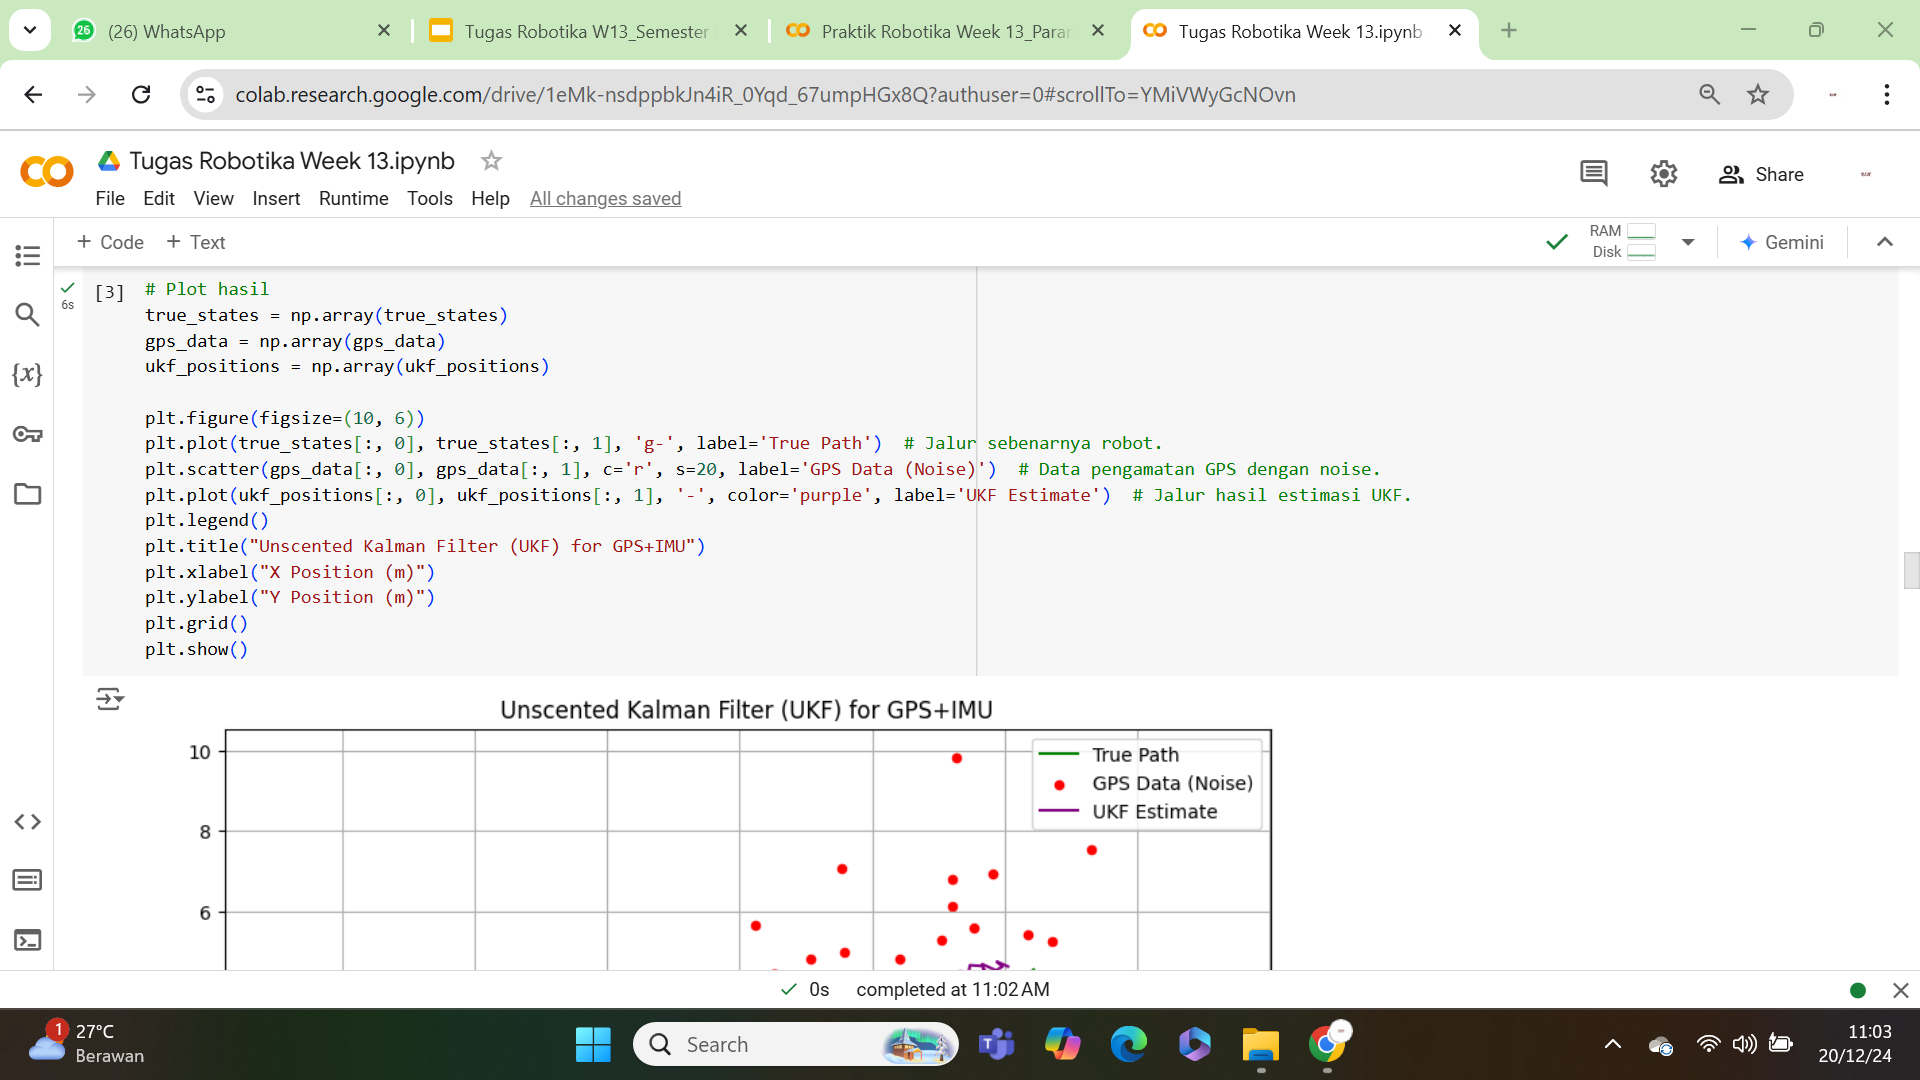 26
(26) WhatsApp
Tugas Robotika W13_Semester
Praktik Robotika Week 13_Parar
Tugas Robotika Week 13.ipynb
colab.research.google.com/drive/1eMk-nsdppbkJn4iR_0Yqd_67umpHGx8Q?authuser=0#scrollTo=YMiVWyGcNOvn
Tugas Robotika Week 13.ipynb
Share
File Edit View Insert Runtime Tools Help All changes saved
+ Code + Text
RAM
Disk
Gemini
[3]
6s
# Plot hasil
true_states = np.array(true_states)
gps_data = np.array(gps_data)
ukf_positions = np.array(ukf_positions)
plt.figure(figsize=(10, 6))
plt.plot(true_states[:, 0], true_states[:, 1], 'g-', label='True Path')  # Jalur sebenarnya robot.
plt.scatter(gps_data[:, 0], gps_data[:, 1], c='r', s=20, label='GPS Data (Noise)')  # Data pengamatan GPS dengan noise.
plt.plot(ukf_positions[:, 0], ukf_positions[:, 1], '-', color='purple', label='UKF Estimate')  # Jalur hasil estimasi UKF.
plt.legend()
plt.title("Unscented Kalman Filter (UKF) for GPS+IMU")
plt.xlabel("X Position (m)")
plt.ylabel("Y Position (m)")
plt.grid()
plt.show()
{x}
Unscented Kalman Filter (UKF) for GPS+IMU
10
8
6
True Path
GPS Data (Noise)
UKF Estimate
0s completed at 11:02 AM
1
27°C
Berawan
Search
11:03
20/12/24